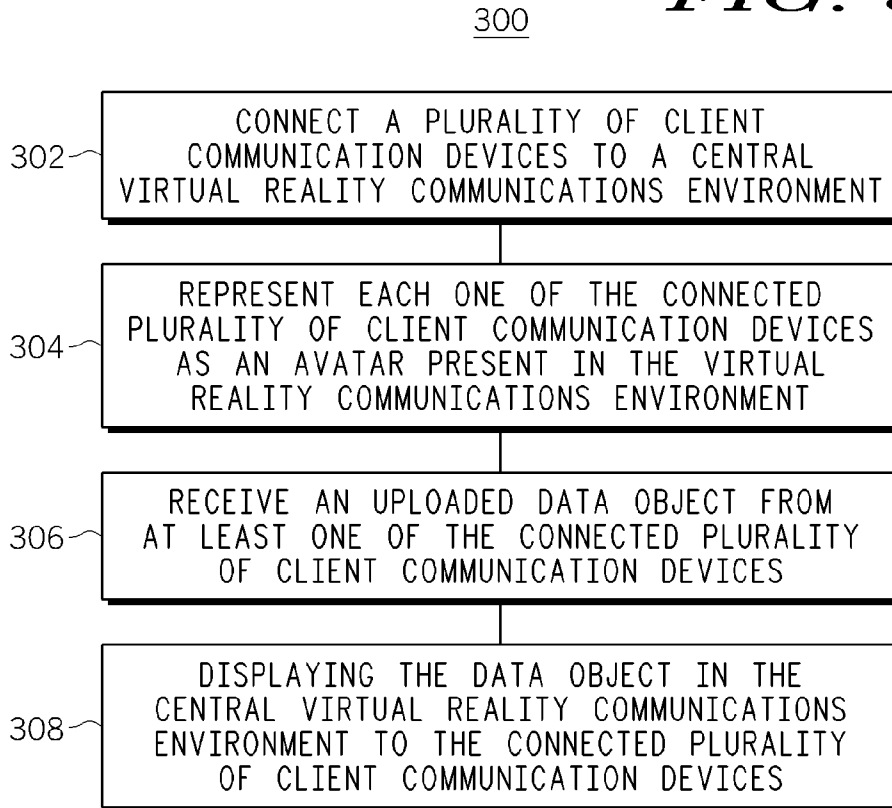 FIG.
300
302
CONNECT A PLURALITY OF CLIENT
COMMUNICATION DEVICES TO A CENTRAL
VIRTUAL REALITY COMMUNICATIONS ENVIRONMENT
304
REPRESENT EACH ONE OF THE CONNECTED
PLURALITY OF CLIENT COMMUNICATION DEVICES
AS AN AVATAR PRESENT IN THE VIRTUAL
REALITY COMMUNICATIONS ENVIRONMENT
306
RECEIVE AN UPLOADED DATA OBJECT FROM
AT LEAST ONE OF THE CONNECTED PLURALITY
OF CLIENT COMMUNICATION DEVICES
308
DISPLAYING THE DATA OBJECT IN THE
CENTRAL VIRTUAL REALITY COMMUNICATIONS
ENVIRONMENT TO THE CONNECTED PLURALITY
OF CLIENT COMMUNICATION DEVICES